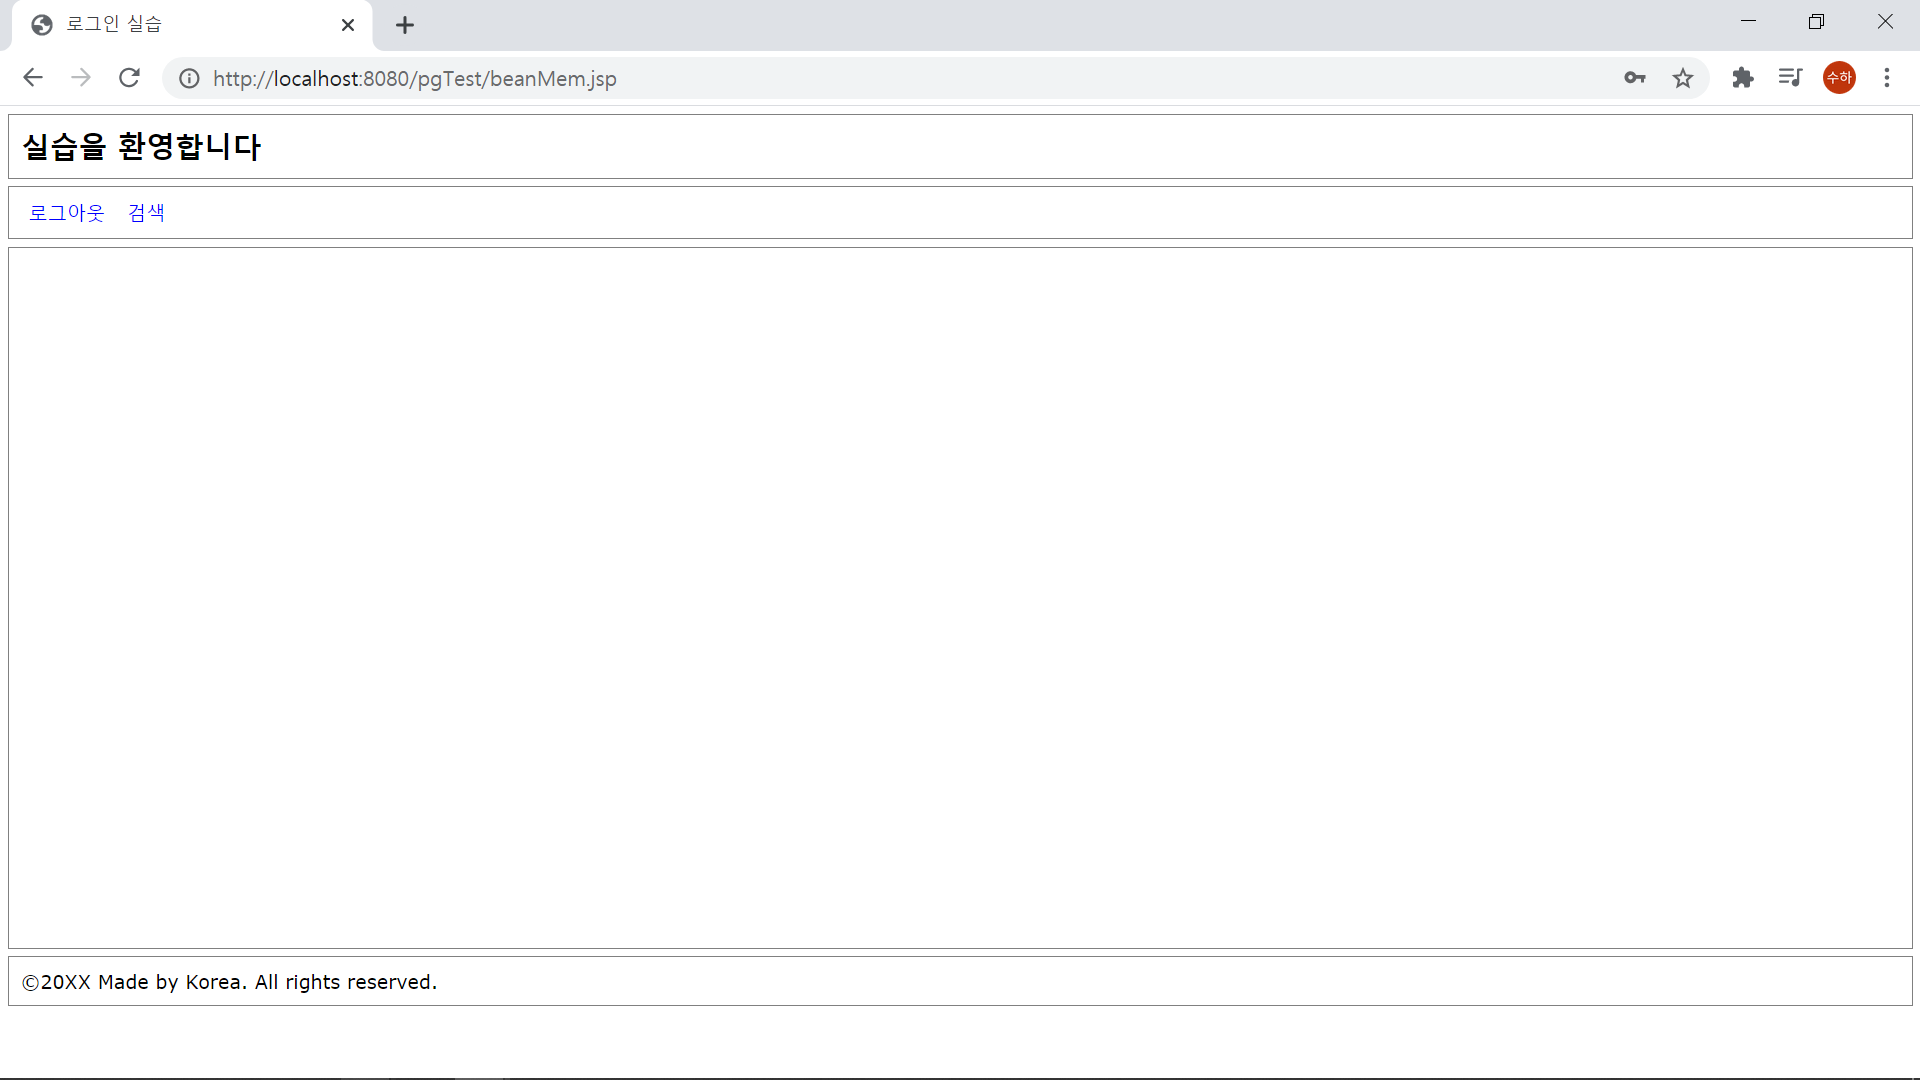 로그인 실습
http://localhost:8080/pgTest/beanMem.jsp
수하
실습을 환영합니다
로그아웃 검색
©20XX Made by Korea. All rights reserved.